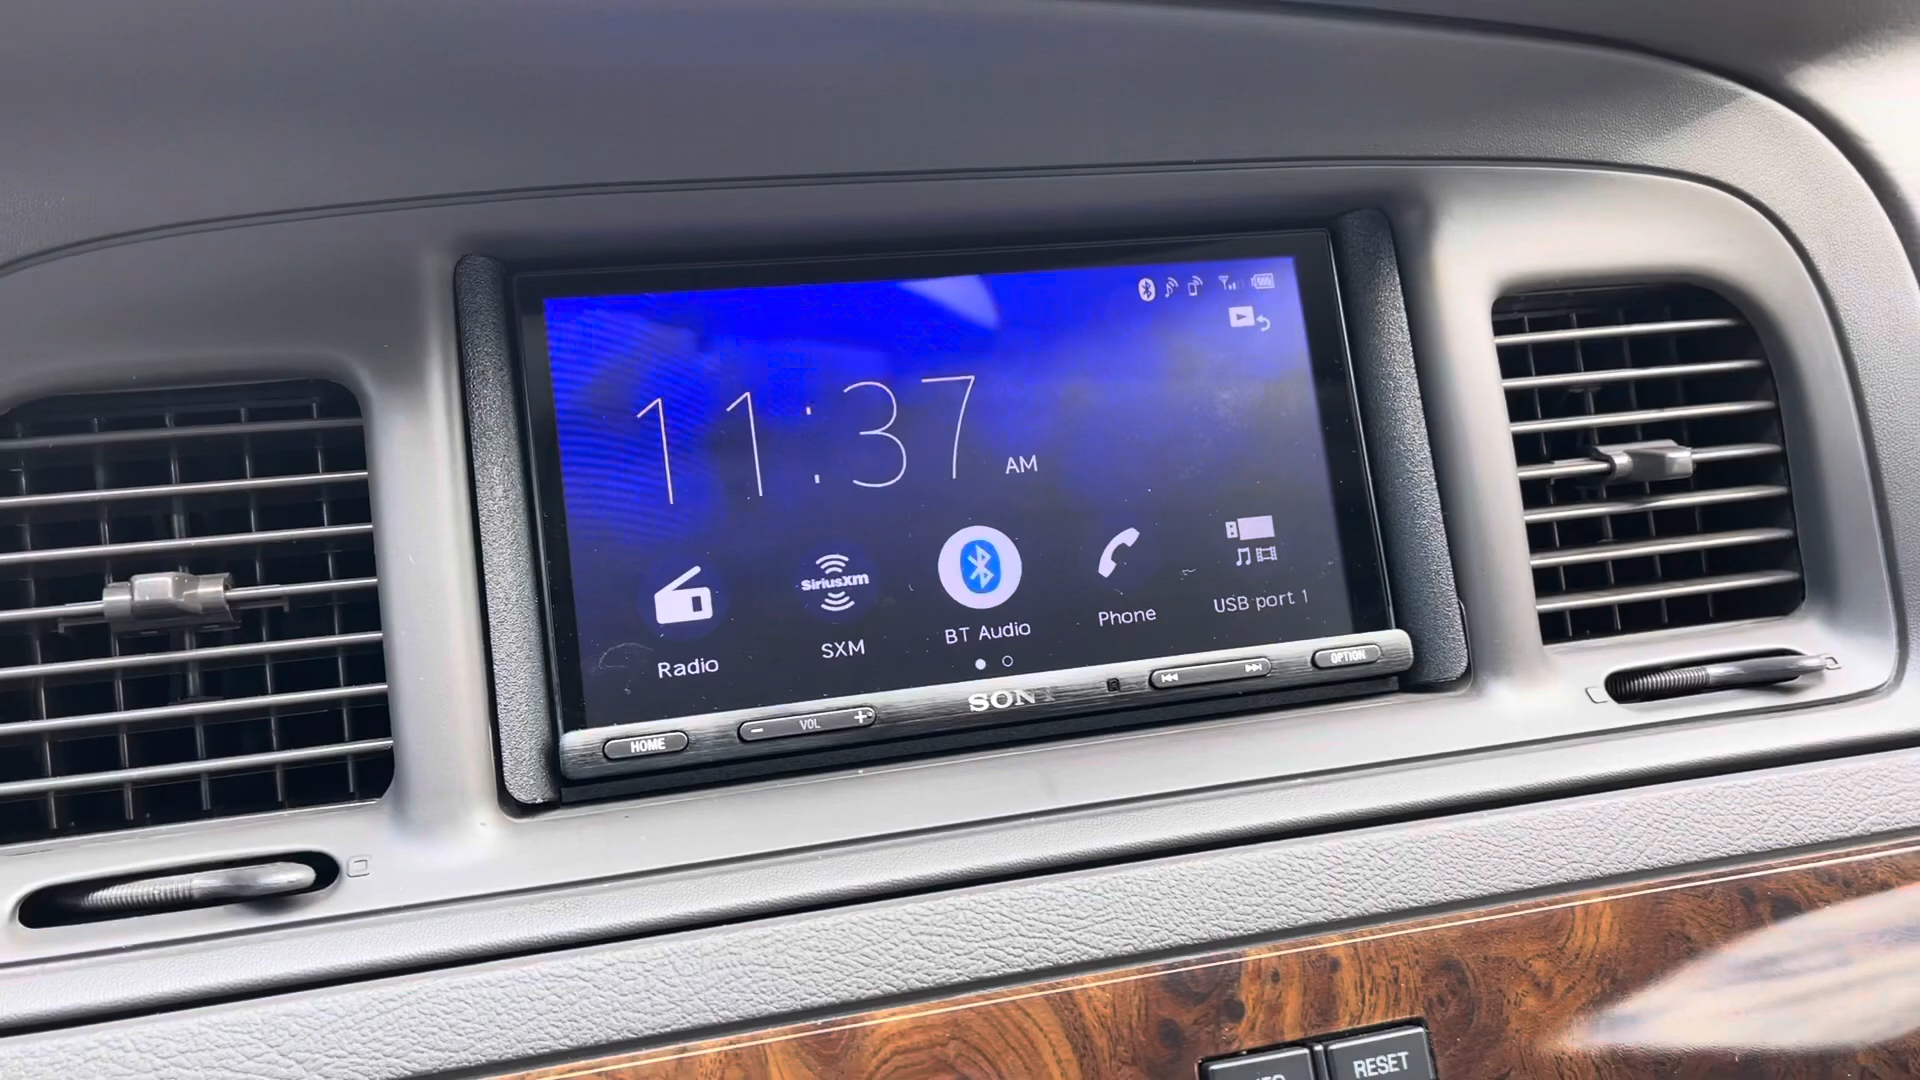 11:37 AM
SiriusXM
Radio
SXM
BT Audio
Phone
USB port 1
HOME
- VOL +
SONY
OPTION
RESET